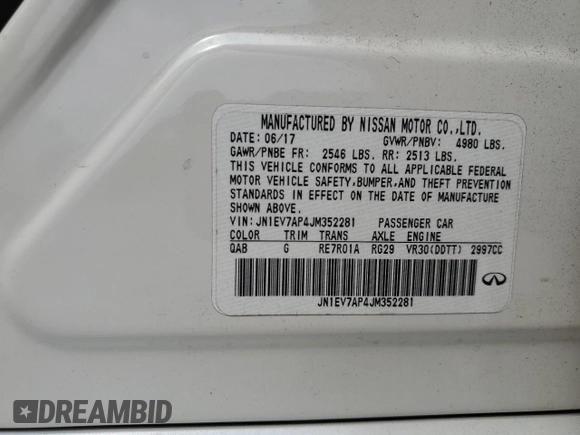 MANUFACTURED BY NISSAN MOTOR CO.,LTD.
DATE: 06/17 GVWR/PNBV: 4980 LBS.
GAWR/PNBE FR: 2546 LBS. RR: 2513 LBS.
THIS VEHICLE CONFORMS TO ALL APPLICABLE FEDERAL
MOTOR VEHICLE SAFETY,BUMPER,AND THEFT PREVENTION
STANDARDS IN EFFECT ON THE DATE OF MANUFACTURE
SHOWN ABOVE.
VIN: JN1EV7AP4JM352281 PASSENGER CAR
COLOR TRIM TRANS AXLE ENGINE
QAB G RE7R01A RG29 VR30(DDTT) 2997CC
JN1EV7AP4JM352281
DREAMBID